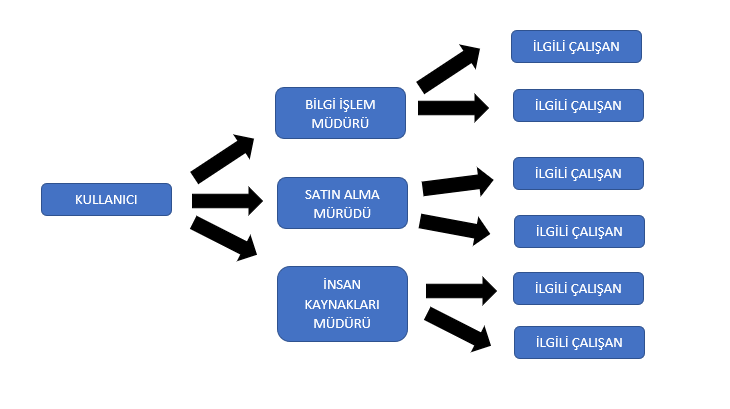 KULLANICI
BİLGİ İŞLEM
MÜDÜRÜ
SATIN ALMA
MÜRÜDÜ
İNSAN
KAYNAKLARI
MÜDÜRÜ
İLGİLİ ÇALIŞAN
İLGİLİ ÇALIŞAN
İLGİLİ ÇALIŞAN
İLGİLİ ÇALIŞAN
İLGİLİ ÇALIŞAN
İLGİLİ ÇALIŞAN